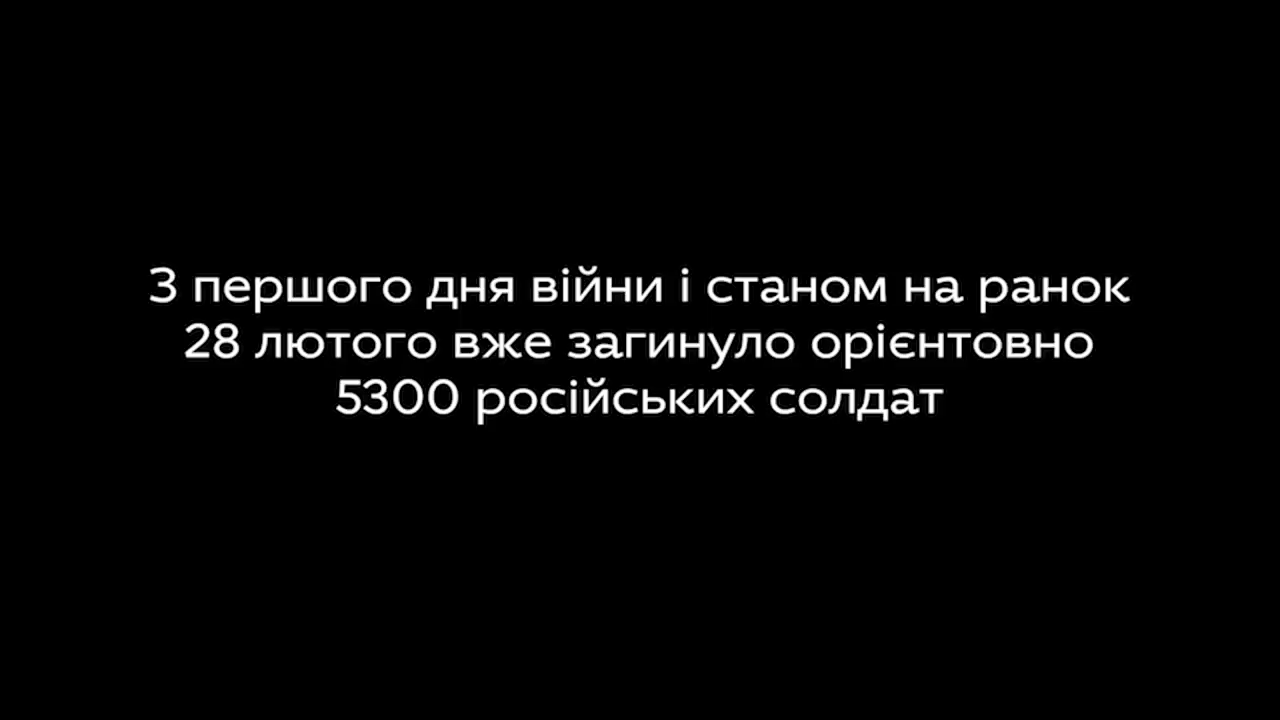 З першого дня війни і станом на ранок
28 лютого вже загинуло орієнтовно
5300 російських солдат